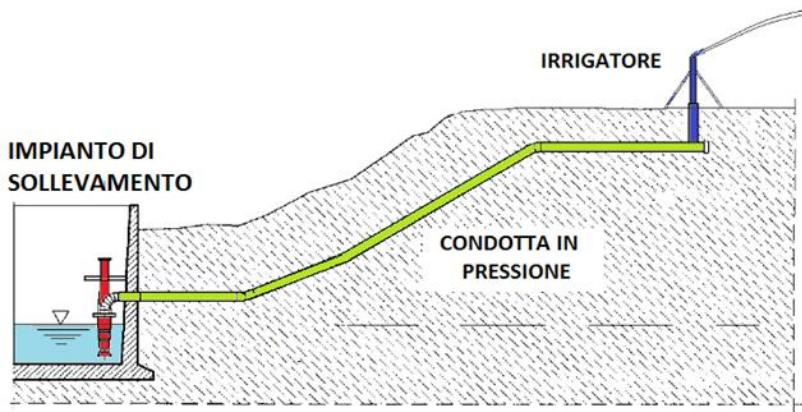 IRRIGATORE
IMPIANTO DI
SOLLEVAMENTO
CONDOTTA IN
PRESSIONE